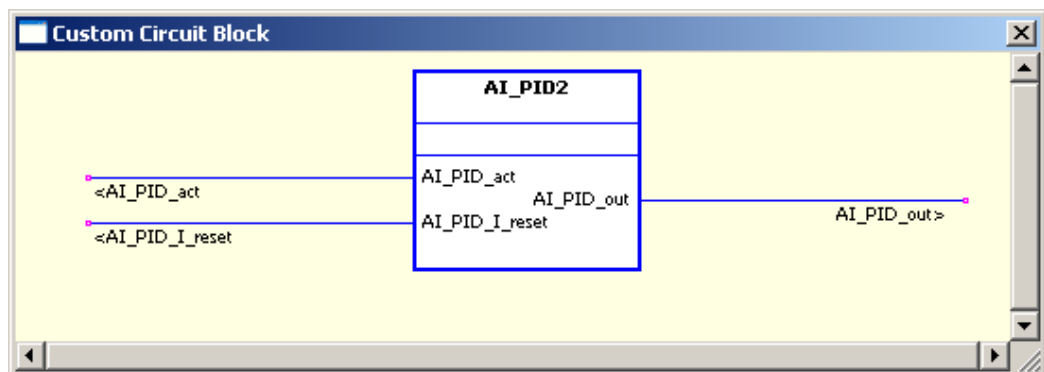 Custom Circuit Block
AI_PID2
AI_PID_act
<AI_PID_act
AI_PID_out
AI_PID_out>
AI_PID_I_reset
<AI_PID_I_reset